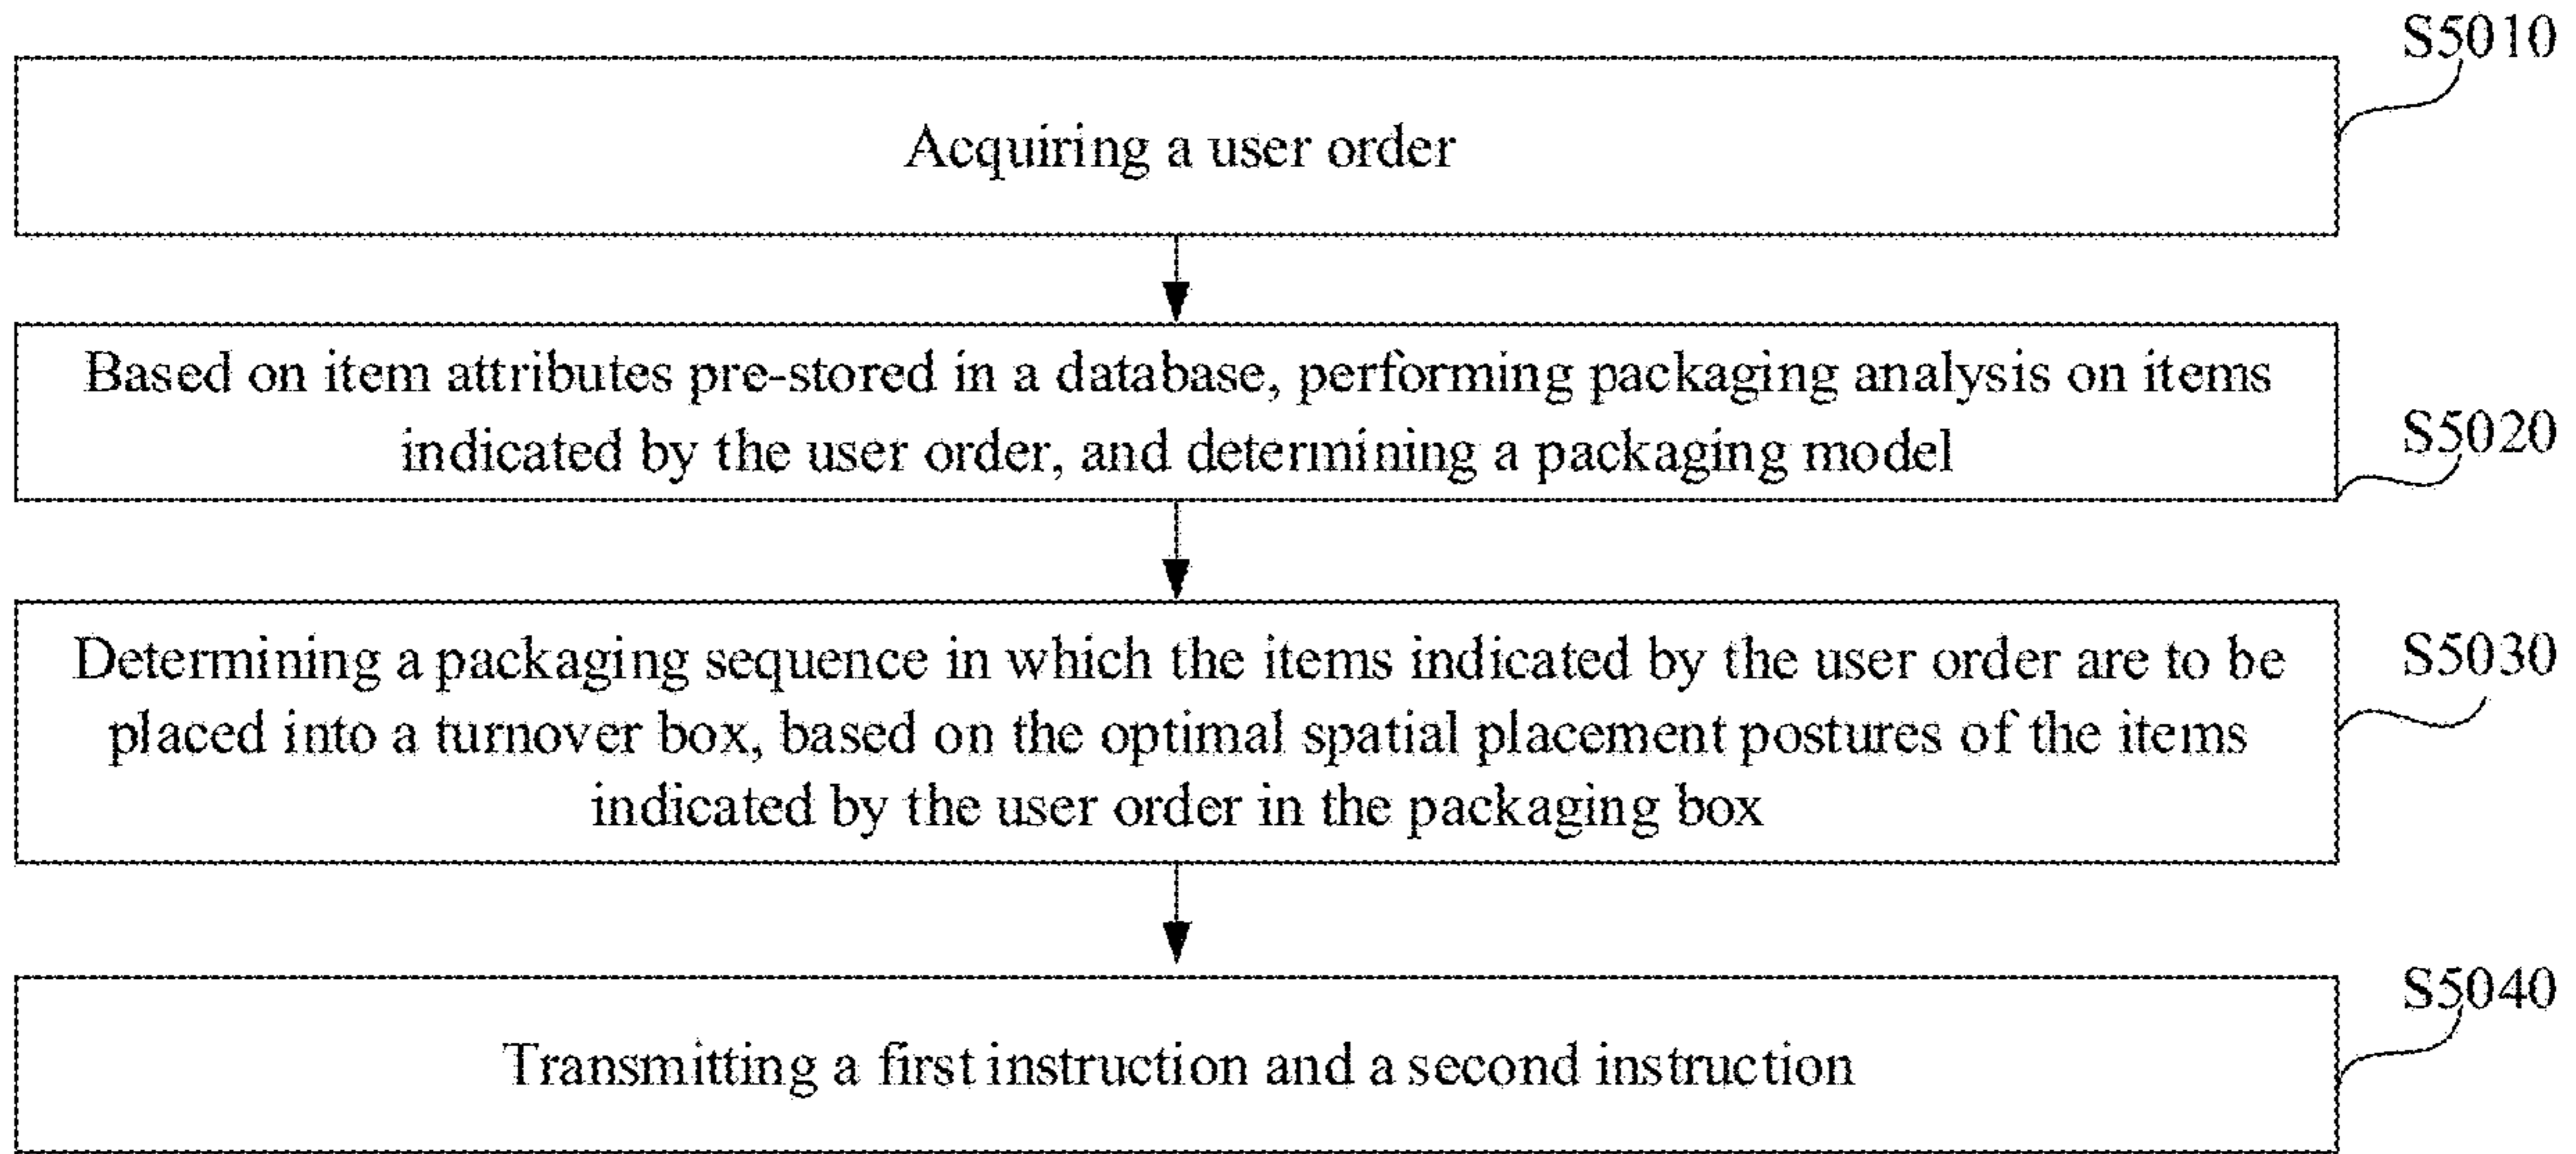 S5010
Acquiring a user order
Based on item attributes pre-stored in a database, performing packaging analysis on items
indicated by the user order, and determining a packaging model
S5020
Determining a packaging sequence in which the items indicated by the user order are to be
placed into a turnover box, based on the optimal spatial placement postures of the items
indicated by the user order in the packaging box
S5030
S5040
Transmitting a first instruction and a second instruction